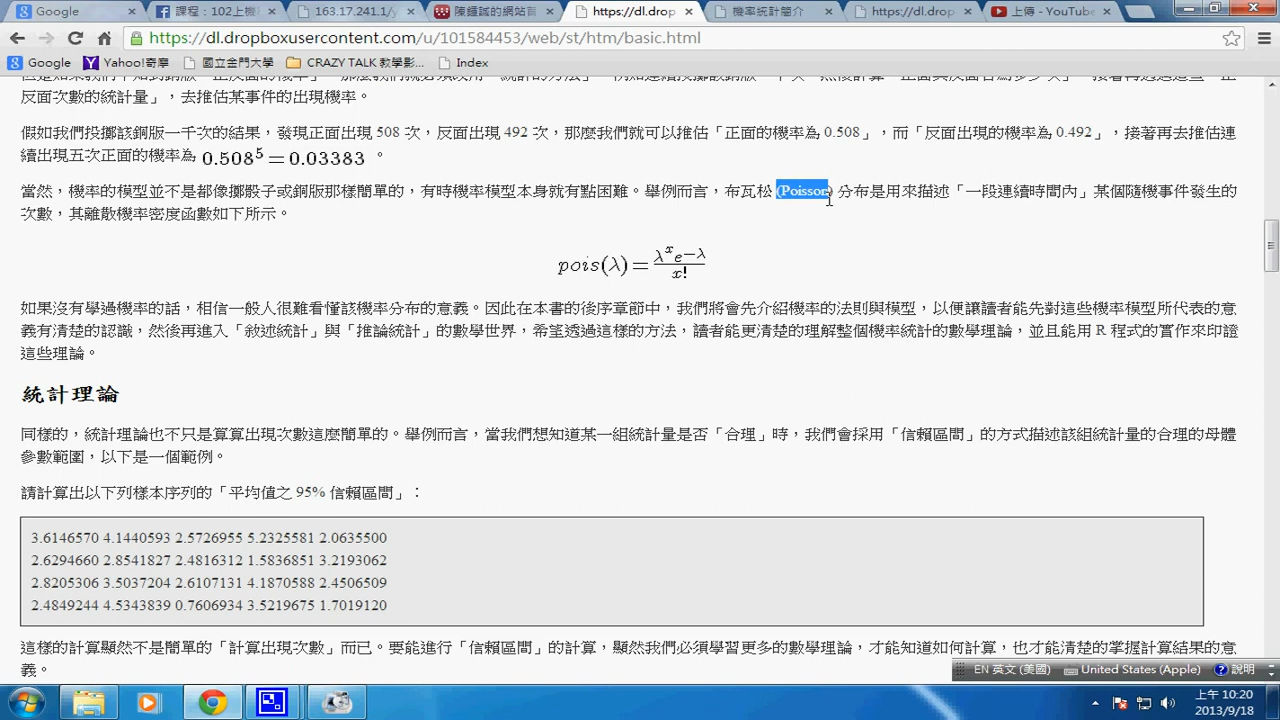 Google
課程：102上機
163.17.241.1/
陳鍾誠的網站首
https://dl.drop
機率統計簡介
https://dl.drop
上傳 - YouTube
https://dl.dropboxusercontent.com/u/101584453/web/st/htm/basic.html
Google
Yahoo!奇摩
國立金門大學
CRAZY TALK 教學影...
Index
反面次數的統計量」，去推估某事件的出現機率。
假如我們投擲該銅版一千次的結果，發現正面出現 508 次，反面出現 492 次，那麼我們就可以推估「正面的機率為 0.508」，而「反面出現的機率為 0.492」，接著再去推估連
續出現五次正面的機率為 0.508⁵ = 0.03383 。
當然，機率的模型並不是都像擲骰子或銅版那樣簡單的，有時機率模型本身就有點困難。舉例而言，布瓦松 (Poisson) 分布是用來描述「一段連續時間內」某個隨機事件發生的
次數，其離散機率密度函數如下所示。
pois(λ) = λˣe−λ / x!
如果沒有學過機率的話，相信一般人很難看懂該機率分布的意義。因此在本書的後序章節中，我們將會先介紹機率的法則與模型，以便讓讀者能先對這些機率模型所代表的意
義有清楚的認識，然後再進入「敘述統計」與「推論統計」的數學世界，希望透過這樣的方法，讀者能更清楚的理解整個機率統計的數學理論，並且能用 R 程式的實作來印證
這些理論。
統計理論
同樣的，統計理論也不只是算算出現次數這麼簡單的。舉例而言，當我們想知道某一組統計量是否「合理」時，我們會採用「信賴區間」的方式描述該組統計量的合理的母體
參數範圍，以下是一個範例。
請計算出以下列樣本序列的「平均值之 95% 信賴區間」：
3.6146570 4.1440593 2.5726955 5.2325581 2.0635500
2.6294660 2.8541827 2.4816312 1.5836851 3.2193062
2.8205306 3.5037204 2.6107131 4.1870588 2.4506509
2.4849244 4.5343839 0.7606934 3.5219675 1.7019120
這樣的計算顯然不是簡單的「計算出現次數」而已。要能進行「信賴區間」的計算，顯然我們必須學習更多的數學理論，才能知道如何計算，也才能清楚的掌握計算結果的意
義。
EN 英文 (美國)
United States (Apple)
說明
上午 10:20
2013/9/18